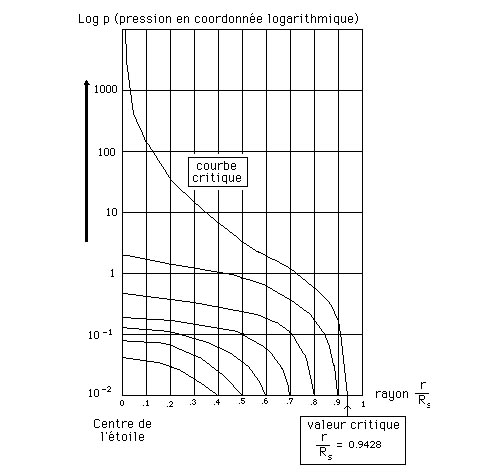 Log p (pression en coordonnée logarithmique)
1000
courbe
critique
100
10
1
10⁻¹
10⁻²
0 .1 .2 .3 .4 .5 .6 .7 .8 .9 1
rayon r/Rs
Centre de
l'étoile
valeur critique
r/Rs = 0.9428